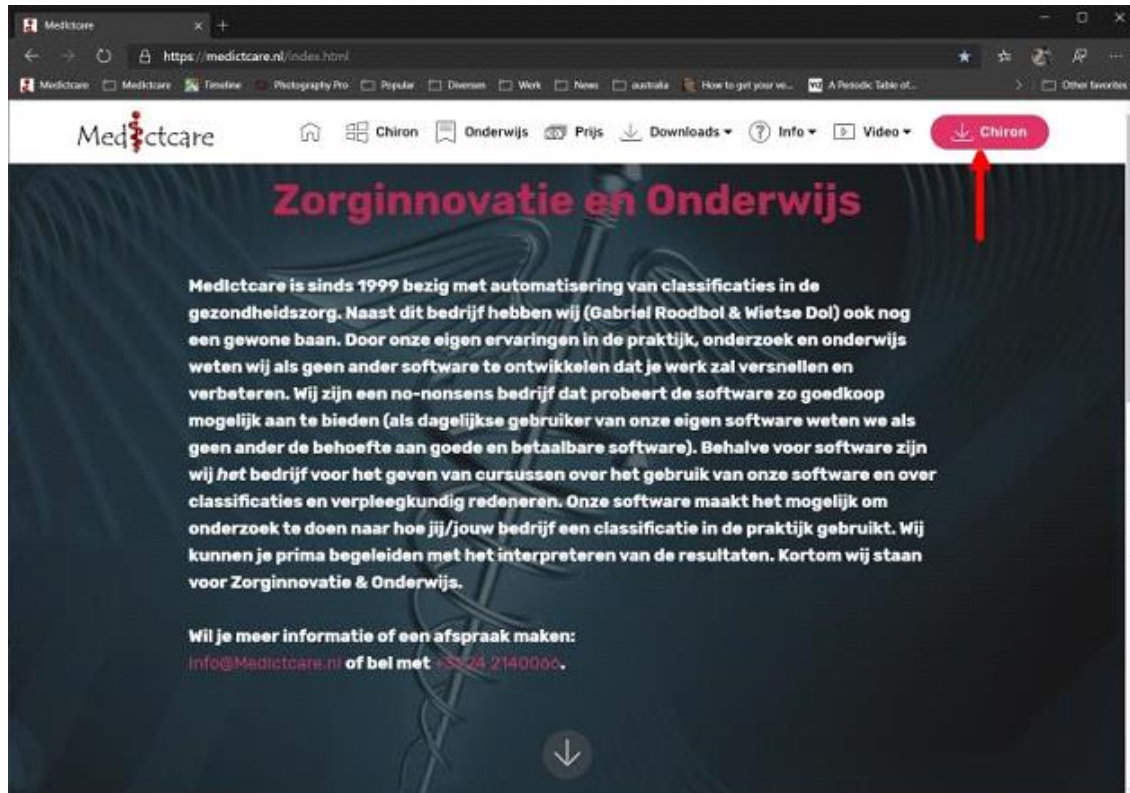 Medictcare
https://medictcare.nl/index.html
Medictcare Medictcare Timeline Photography Pro Popular Diversen Werk News australia How to get your ve... A Periodic Table of... Other favorites
Medictcare Chiron Onderwijs Prijs Downloads Info Video Chiron
Zorginnovatie en Onderwijs
MedIctcare is sinds 1999 bezig met automatisering van classificaties in de
gezondheidszorg. Naast dit bedrijf hebben wij (Gabriel Roodbol & Wietse Dol) ook nog
een gewone baan. Door onze eigen ervaringen in de praktijk, onderzoek en onderwijs
weten wij als geen ander software te ontwikkelen dat je werk zal versnellen en
verbeteren. Wij zijn een no-nonsens bedrijf dat probeert de software zo goedkoop
mogelijk aan te bieden (als dagelijkse gebruiker van onze eigen software weten we als
geen ander de behoefte aan goede en betaalbare software). Behalve voor software zijn
wij het bedrijf voor het geven van cursussen over het gebruik van onze software en over
classificaties en verpleegkundig redeneren. Onze software maakt het mogelijk om
onderzoek te doen naar hoe jij/jouw bedrijf een classificatie in de praktijk gebruikt. Wij
kunnen je prima begeleiden met het interpreteren van de resultaten. Kortom wij staan
voor Zorginnovatie & Onderwijs.
Wil je meer informatie of een afspraak maken:
Info@MedIctcare.nl of bel met +31 24 2140066.